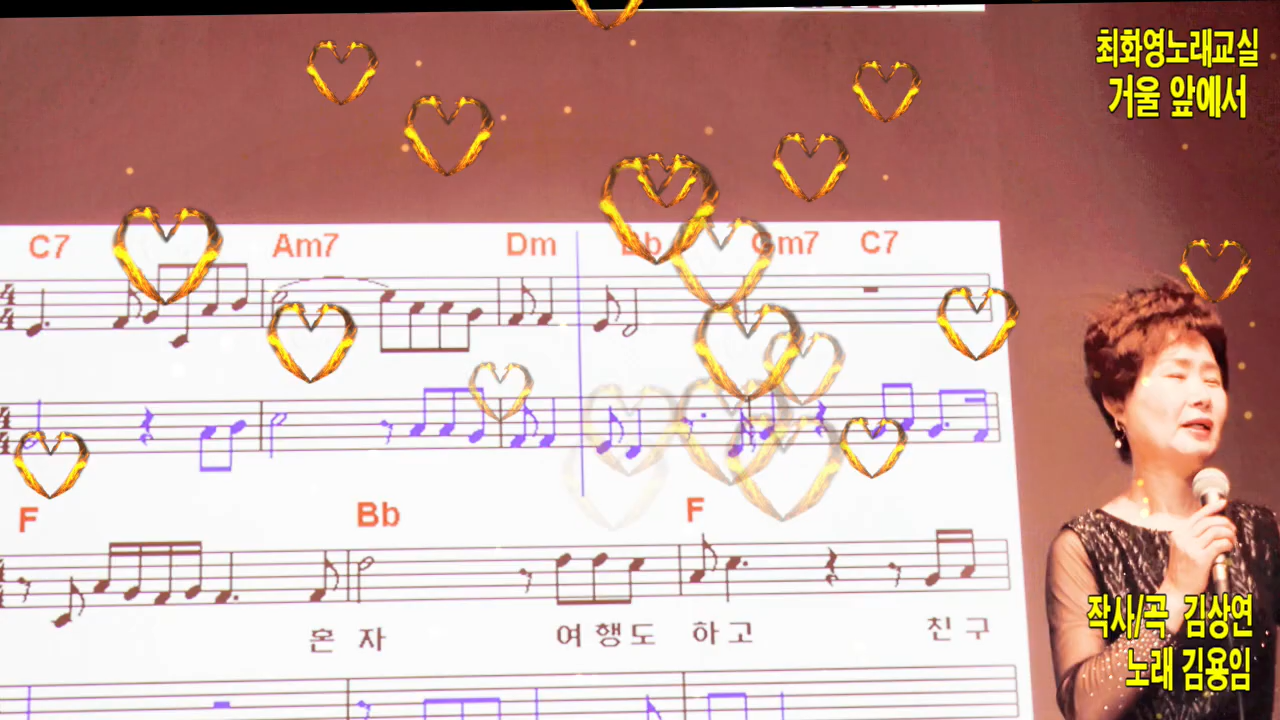 최화영노래교실
거울 앞에서
C7 Am7 Dm Bb Gm7 C7
F Bb F
혼 자 여 행 도 하 고 친 구
작사/곡 김상연
노래 김용임